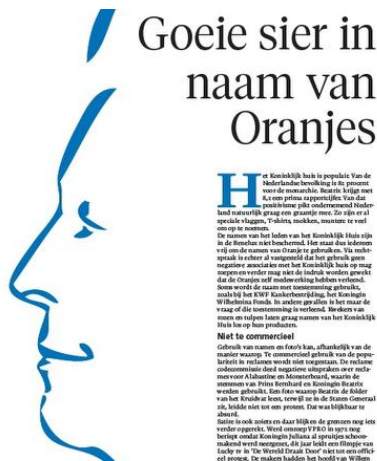 Goeie sier in
naam van
Oranjes
Het Koninklijk huis is populair. Van de
Nederlandse bevolking is 82 procent
voor de monarchie. Beatrix krijgt met
8,1 een prima rapportcijfer. Van dat
positivisme pikt ondernemend Neder-
land natuurlijk graag een graantje mee. Zo zijn er al
speciale vlaggen, T-shirts, mokken, munten: te veel
om op te noemen.
De namen van het leden van het Koninklijk Huis zijn
in de Benelux niet beschermd. Het staat dus iedereen
vrij om de namen van Oranje te gebruiken. Via recht-
spraak is echter al vastgesteld dat het gebruik geen
negatieve associaties met het Koninklijk huis op mag
roepen en verder mag niet de indruk worden gewekt
dat de Oranjes zelf medewerking hebben verleend.
Soms wordt de naam met toestemming gebruikt,
zoals bij het KWF Kankerbestrijding, het Koningin
Wilhelmina Fonds. In andere gevallen is het maar de
vraag of die toestemming is verleend. Kwekers van
rozen en tulpen laten graag namen van het Koninklijk
Huis los op hun producten.
Niet te commercieel
Gebruik van namen en foto's kan, afhankelijk van de
manier waarop. Te commercieel gebruik van de popu-
lariteit in reclames wordt niet toegestaan. De reclame
codecommissie deed negatieve uitspraken over recla-
mes voor Alabastine en Monsterboard, waarin de
stemmen van Prins Bernhard en Koningin Beatrix
werden gebruikt. Een foto waarop Beatrix de folder
van de Kruidvat leest, terwijl ze in de Staten Generaal
zit, leidde niet tot een protest. Dat was blijkbaar te
absurd.
Satire is ook zoiets en daar blijken de grenzen nog iets
verder opgerekt. Werd omroep VPRO in 1972 nog
berispt omdat Koningin Juliana al spruitjes schoon-
makend werd neergezet, dit jaar leidt een filmpje van
Lucky tv in 'De Wereld Draait Door' niet tot een offici-
eel protest. De makers hadden het hoofd van Willem